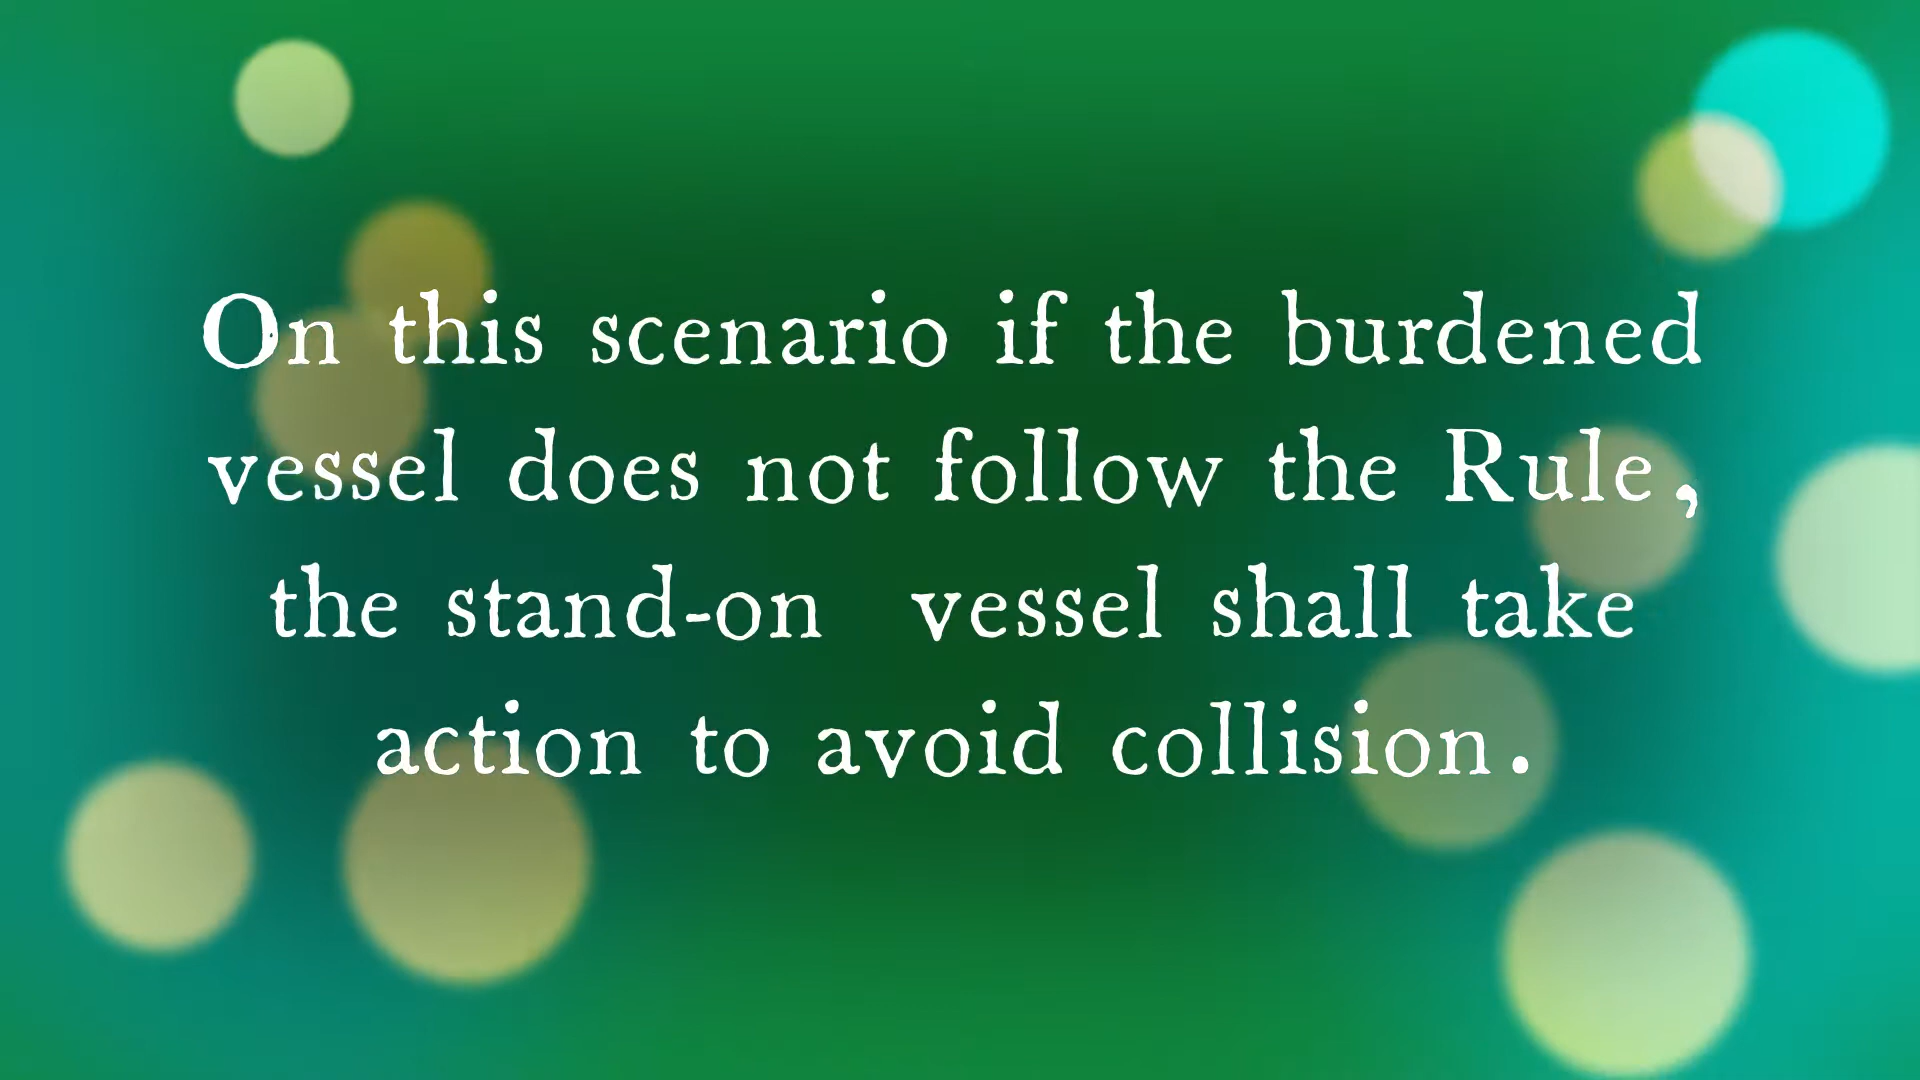 On this scenario if the burdened
vessel does not follow the Rule,
the stand-on vessel shall take
action to avoid collision.